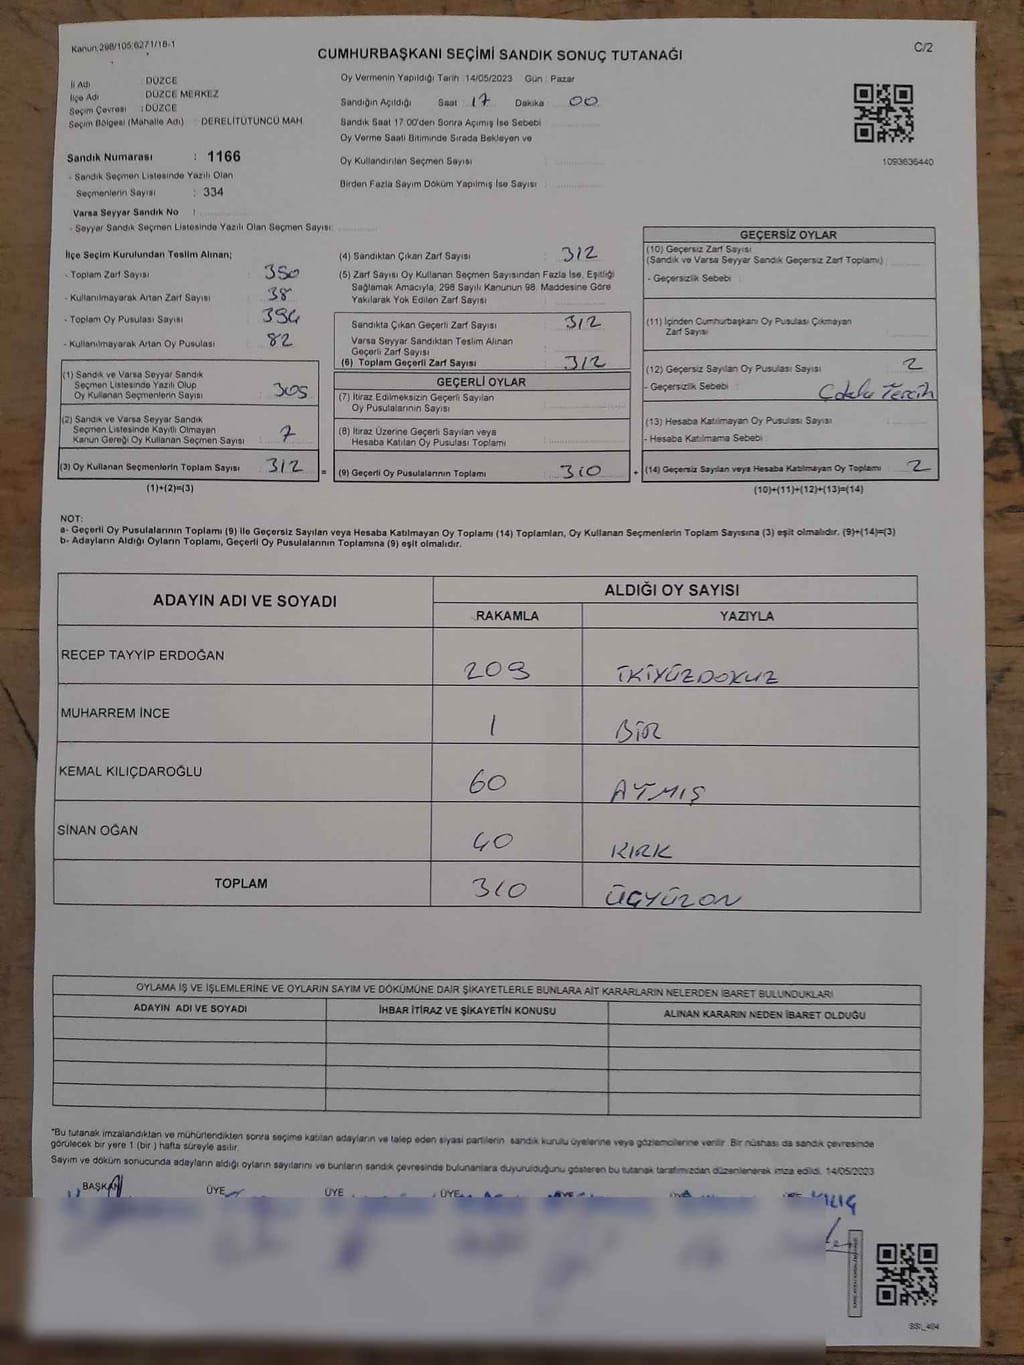 Kanun.298/105.627.1/18-1
CUMHURBAŞKANI SEÇİMİ SANDIK SONUÇ TUTANAĞI
C/2
İl Adı DÜZCE
İlçe Adı DÜZCE MERKEZ
Seçim Çevresi : DÜZCE
Seçim Bölgesi (Mahalle Adı) : DERELİTÜTÜNCÜ MAH.
Sandık Numarası : 1166
- Sandık Seçmen Listesinde Yazılı Olan
Seçmenlerin Sayısı : 334
Varsa Seyyar Sandık No :
- Seyyar Sandık Seçmen Listesinde Yazılı Olan Seçmen Sayısı:
Oy Vermenin Yapıldığı Tarih :14/05/2023 Gün : Pazar
Sandığın Açıldığı Saat : 17 Dakika : 00
Sandık Saat 17:00'den Sonra Açımış İse Sebebi :
Oy Verme Saati Bitiminde Sırada Bekleyen ve
Oy Kullandırılan Seçmen Sayısı :
Birden Fazla Sayım Döküm Yapılmış İse Sayısı :
1093636440
İlçe Seçim Kurulundan Teslim Alınan;
- Toplam Zarf Sayısı : 350
- Kullanılmayarak Artan Zarf Sayısı : 38
- Toplam Oy Pusulası Sayısı : 394
- Kullanılmayarak Artan Oy Pusulası : 82
(1) Sandık ve Varsa Seyyar Sandık
Seçmen Listesinde Yazılı Olup
Oy Kullanan Seçmenlerin Sayısı : 305
(2) Sandık ve Varsa Seyyar Sandık
Seçmen Listesinde Kayıtlı Olmayan
Kanun Gereği Oy Kullanan Seçmen Sayısı : 7
(3) Oy Kullanan Seçmenlerin Toplam Sayısı : 312 =
(1)+(2)=(3)
(4) Sandıktan Çıkan Zarf Sayısı : 312
(5) Zarf Sayısı Oy Kullanan Seçmen Sayısından Fazla İse, Eşitliği
Sağlamak Amacıyla, 298 Sayılı Kanunun 98. Maddesine Göre
Yakılarak Yok Edilen Zarf Sayısı :
Sandıkta Çıkan Geçerli Zarf Sayısı : 312
Varsa Seyyar Sandıktan Teslim Alınan
Geçerli Zarf Sayısı :
(6) Toplam Geçerli Zarf Sayısı : 312
GEÇERLİ OYLAR
(7) İtiraz Edilmeksizin Geçerli Sayılan
Oy Pusulalarının Sayısı :
(8) İtiraz Üzerine Geçerli Sayılan ve
Hesaba Katılan Oy Pusulası Toplamı :
(9) Geçerli Oy Pusulalarının Toplamı : 310 +
GEÇERSİZ OYLAR
(10) Geçersiz Zarf Sayısı
(Sandık ve Varsa Seyyar Sandık Geçersiz Zarf Toplamı) :
- Geçersizlik Sebebi :
(11) İçinden Cumhurbaşkanı Oy Pusulası Çıkmayan
Zarf Sayısı :
(12) Geçersiz Sayılan Oy Pusulası Sayısı : 2
- Geçersizlik Sebebi : Çoklu Tercih
(13) Hesaba Katılmayan Oy Pusulası Sayısı :
- Hesaba Katılmama Sebebi :
(14) Geçersiz Sayılan veya Hesaba Katılmayan Oy Toplamı : 2
(10)+(11)+(12)+(13)=(14)
NOT:
a- Geçerli Oy Pusulalarının Toplamı (9) ile Geçersiz Sayılan veya Hesaba Katılmayan Oy Toplamı (14) Toplamları, Oy Kullanan Seçmenlerin Toplam Sayısına (3) eşit olmalıdır. (9)+(14)=(3)
b- Adayların Aldığı Oyların Toplamı, Geçerli Oy Pusulalarının Toplamına (9) eşit olmalıdır.
ADAYIN ADI VE SOYADI
ALDIĞI OY SAYISI
RAKAMLA YAZIYLA
RECEP TAYYİP ERDOĞAN 209 İKİYÜZDOKUZ
MUHARREM İNCE 1 BİR
KEMAL KILIÇDAROĞLU 60 ATMIŞ
SİNAN OĞAN 40 KIRK
TOPLAM 310 ÜÇYÜZON
OYLAMA İŞ VE İŞLEMLERİNE VE OYLARIN SAYIM VE DÖKÜMÜNE DAİR ŞİKAYETLERLE BUNLARA AİT KARARLARIN NELERDEN İBARET BULUNDUKLARI
ADAYIN ADI VE SOYADI İHBAR İTİRAZ VE ŞİKAYETİN KONUSU ALINAN KARARIN NEDEN İBARET OLDUĞU
*Bu tutanak imzalandıktan ve mühürlendikten sonra seçime katılan adayların ve talep eden siyasi partilerin sandık kurulu üyelerine veya gözlemcilerine verilir. Bir nüshası da sandık çevresinde
görülecek bir yere 1 (bir ) hafta süreyle asılır.
Sayım ve döküm sonucunda adayların aldığı oyların sayılarını ve bunların sandık çevresinde bulunanlara duyurulduğunu gösteren bu tutanak tarafımızdan düzenlenerek imza edildi. 14/05/2023
BAŞKAN ÜYE ÜYE ÜYE ÜYE ÜYE
KILIÇ